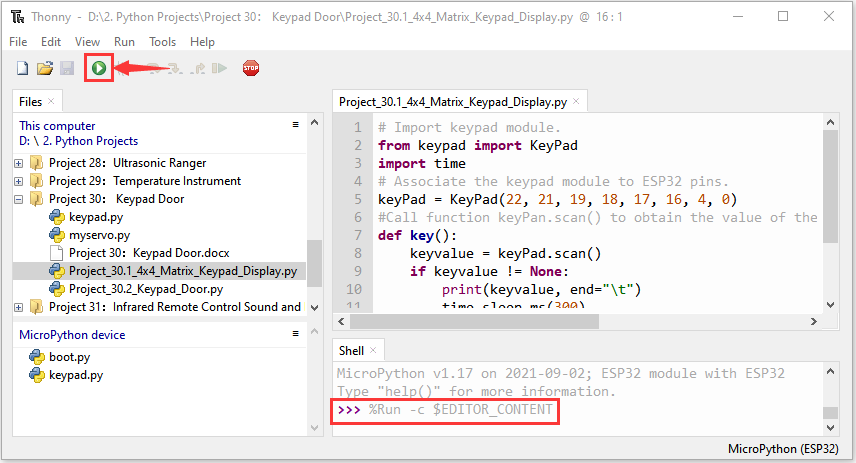 Thonny - D:\2. Python Projects\Project 30： Keypad Door\Project_30.1_4x4_Matrix_Keypad_Display.py @ 16 : 1
File Edit View Run Tools Help
STOP
Files ×
This computer
D: \ 2. Python Projects
Project 28：Ultrasonic Ranger
Project 29：Temperature Instrument
Project 30： Keypad Door
keypad.py
myservo.py
Project 30：Keypad Door.docx
Project_30.1_4x4_Matrix_Keypad_Display.py
Project_30.2_Keypad_Door.py
Project 31：Infrared Remote Control Sound and
MicroPython device
boot.py
keypad.py
Project_30.1_4x4_Matrix_Keypad_Display.py ×
1 # Import keypad module.
2 from keypad import KeyPad
3 import time
4 # Associate the keypad module to ESP32 pins.
5 keyPad = KeyPad(22, 21, 19, 18, 17, 16, 4, 0)
6 #Call function keyPan.scan() to obtain the value of the
7 def key():
8 keyvalue = keyPad.scan()
9 if keyvalue != None:
10 print(keyvalue, end="\t")
11 time.sleep_ms(300)
Shell ×
MicroPython v1.17 on 2021-09-02; ESP32 module with ESP32
Type "help()" for more information.
>>> %Run -c $EDITOR_CONTENT
MicroPython (ESP32)